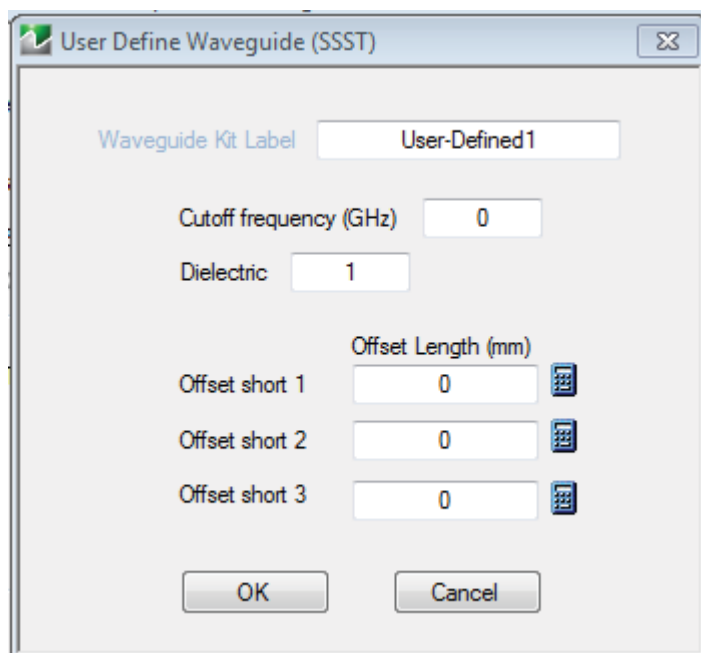 User Define Waveguide (SSST)
Waveguide Kit Label User-Defined1
Cutoff frequency (GHz) 0
Dielectric 1
Offset Length (mm)
Offset short 1 0
Offset short 2 0
Offset short 3 0
OK Cancel